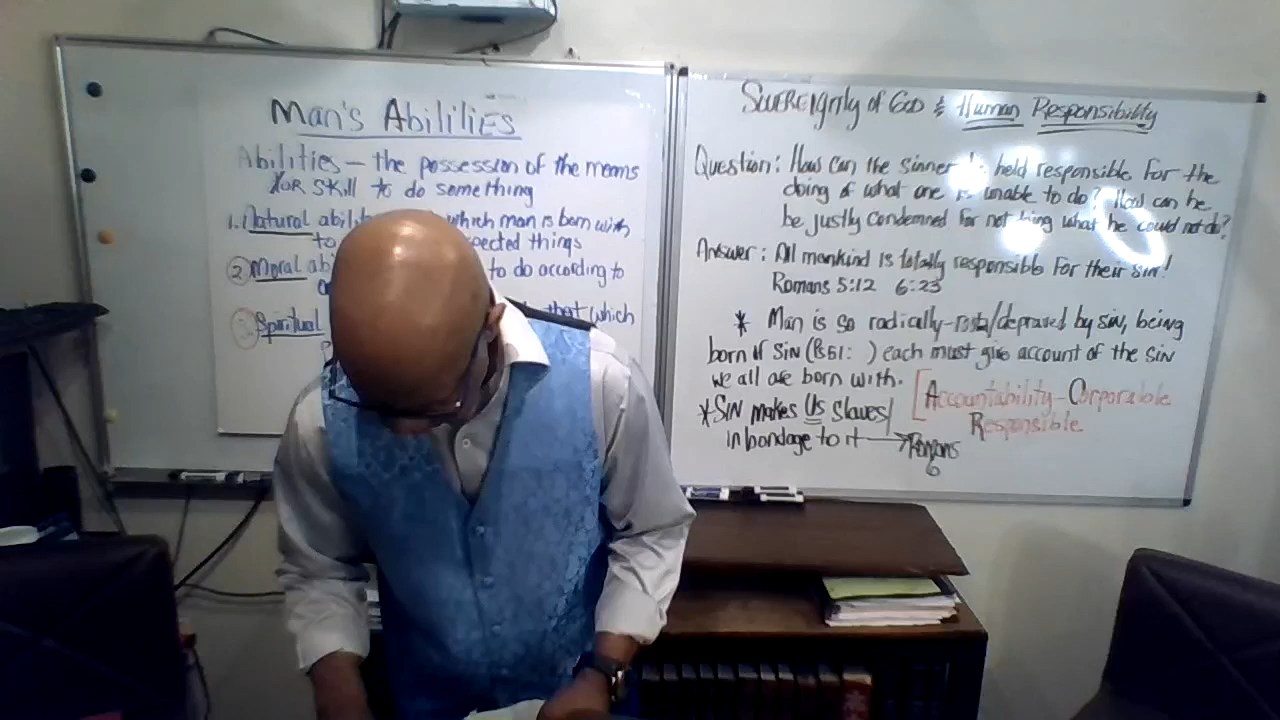 Man's Abililies
Abilities – the possession of the means
/or skill to do something
1. Natural which man is born with
to things
2 Moral to do according to
Spiritual that which
Sovereignty of GOD & Human Responsibility
Question: How can the sinner held responsible For the
doing of what one is unable to do? How can he
be justly condemned for not what he could not do?
Answer: All mankind is totally responsible For their sin!
Romans 5:12 6:23
* Man is so radically- /depraved by sin, being
born of sin (Ps 51: ) each must give account of the sin
we all are born with.
[Accountability - Corporable
Responsible
*Sin makes Us Slaves/
in bondage to it → Romans
6